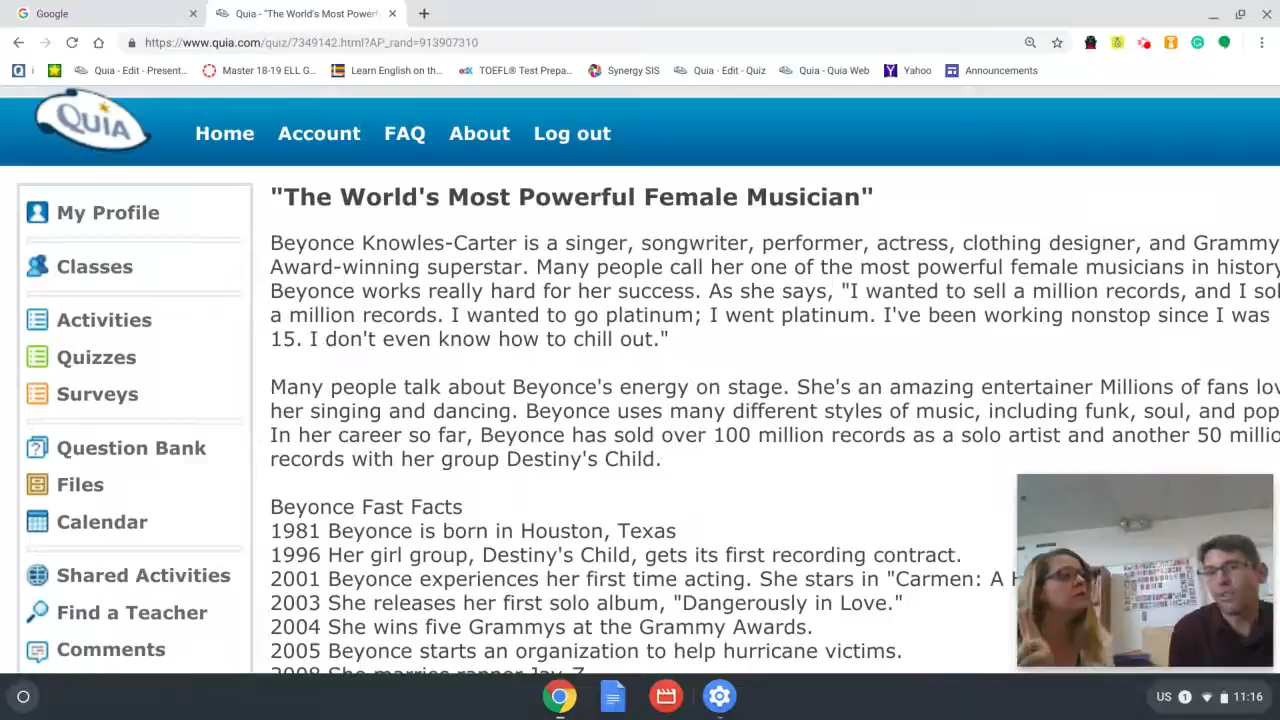 Google
Quia - "The World's Most Powerf
https://www.quia.com/quiz/7349142.html?AP_rand=913907310
i
Quia - Edit - Present...
Master 18-19 ELL G...
Learn English on th...
TOEFL® Test Prepa...
Synergy SIS
Quia - Edit - Quiz
Quia - Quia Web
Yahoo
Announcements
QUIA
Home
Account
FAQ
About
Log out
My Profile
Classes
Activities
Quizzes
Surveys
Question Bank
Files
Calendar
Shared Activities
Find a Teacher
Comments
"The World's Most Powerful Female Musician"
Beyonce Knowles-Carter is a singer, songwriter, performer, actress, clothing designer, and Grammy
Award-winning superstar. Many people call her one of the most powerful female musicians in history
Beyonce works really hard for her success. As she says, "I wanted to sell a million records, and I sol
a million records. I wanted to go platinum; I went platinum. I've been working nonstop since I was
15. I don't even know how to chill out."
Many people talk about Beyonce's energy on stage. She's an amazing entertainer Millions of fans lov
her singing and dancing. Beyonce uses many different styles of music, including funk, soul, and pop
In her career so far, Beyonce has sold over 100 million records as a solo artist and another 50 millio
records with her group Destiny's Child.
Beyonce Fast Facts
1981 Beyonce is born in Houston, Texas
1996 Her girl group, Destiny's Child, gets its first recording contract.
2001 Beyonce experiences her first time acting. She stars in "Carmen: A H
2003 She releases her first solo album, "Dangerously in Love."
2004 She wins five Grammys at the Grammy Awards.
2005 Beyonce starts an organization to help hurricane victims.
2008 She marries rapper Jay-Z
US
1
11:16